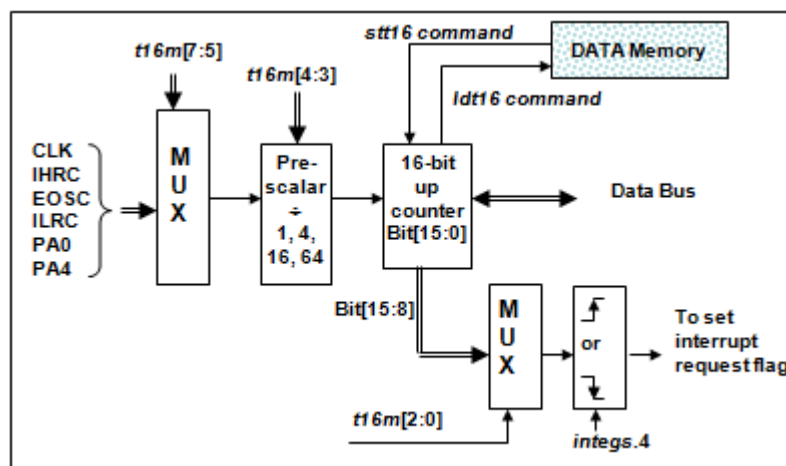 stt16 command
DATA Memory
t16m[7:5]
t16m[4:3]
ldt16 command
CLK
IHRC
EOSC
ILRC
PA0
PA4
M
U
X
Pre-
scalar
÷
1, 4,
16, 64
16-bit
up
counter
Bit[15:0]
Data Bus
Bit[15:8]
M
U
X
or
To set
interrupt
request flag
t16m[2:0]
integs.4